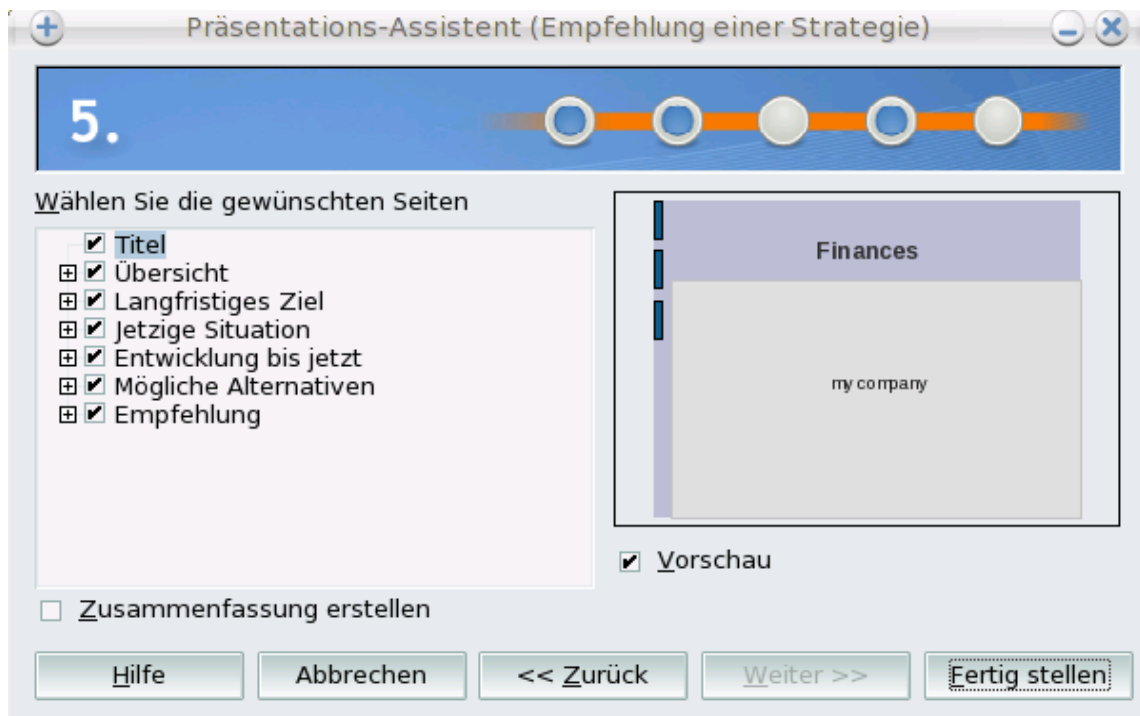 Präsentations-Assistent (Empfehlung einer Strategie)
5.
Wählen Sie die gewünschten Seiten
Titel
Übersicht
Langfristiges Ziel
Jetzige Situation
Entwicklung bis jetzt
Mögliche Alternativen
Empfehlung
Finances
my company
Vorschau
Zusammenfassung erstellen
Hilfe
Abbrechen
<< Zurück
Weiter >>
Fertig stellen